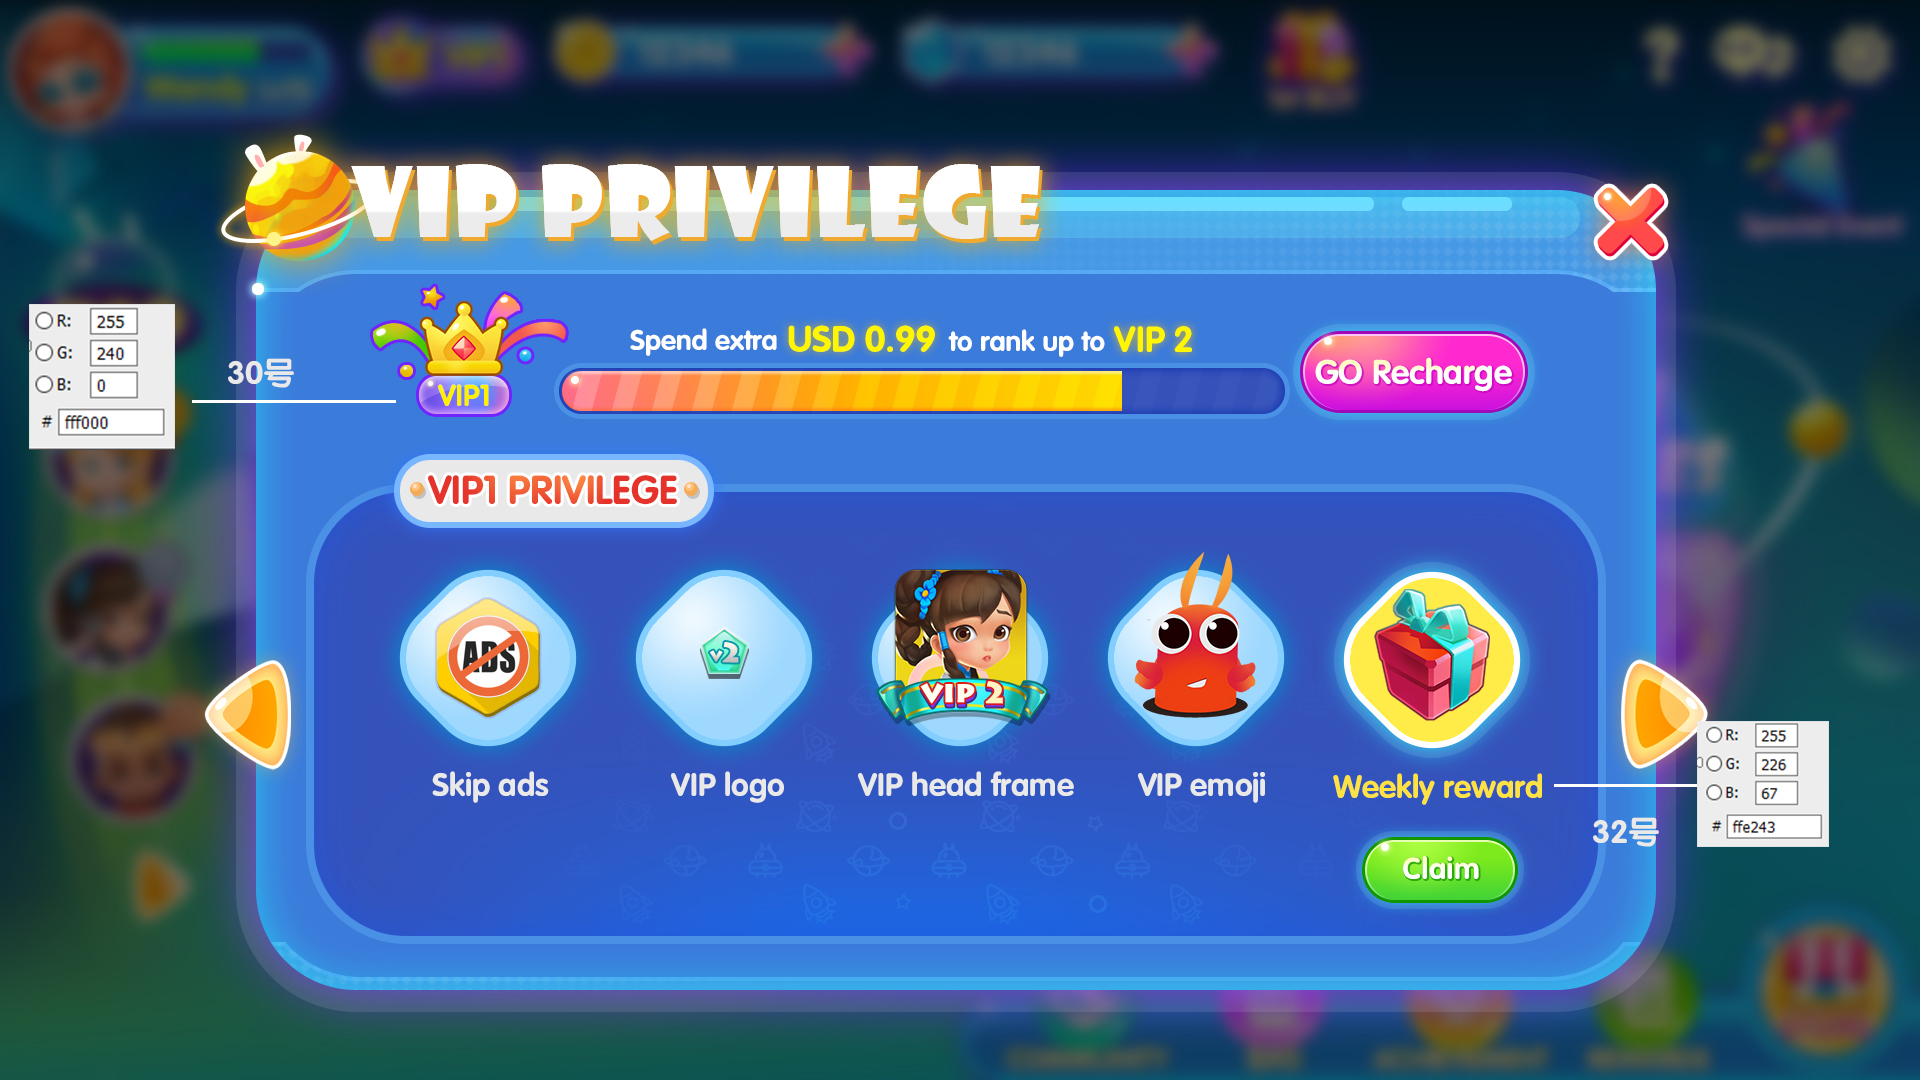 VIP PRIVILEGE
R: 255
G: 240
B: 0
# fff000
30号
VIP1
Spend extra USD 0.99 to rank up to VIP 2
GO Recharge
VIP1 PRIVILEGE
ADS
V2
VIP 2
Skip ads
VIP logo
VIP head frame
VIP emoji
Weekly reward
R: 255
G: 226
B: 67
# ffe243
32号
Claim